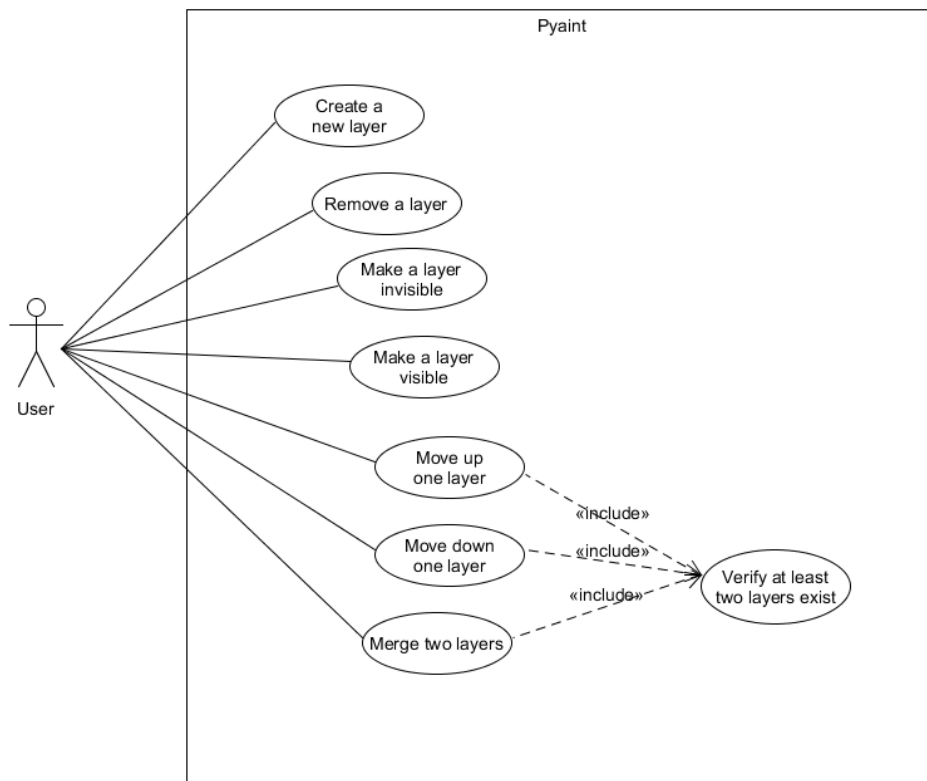 Pyaint
Create a
new layer
Remove a layer
Make a layer
invisible
Make a layer
visible
User
Move up
one layer
«include»
Move down
one layer
«include»
Verify at least
two layers exist
«include»
Merge two layers